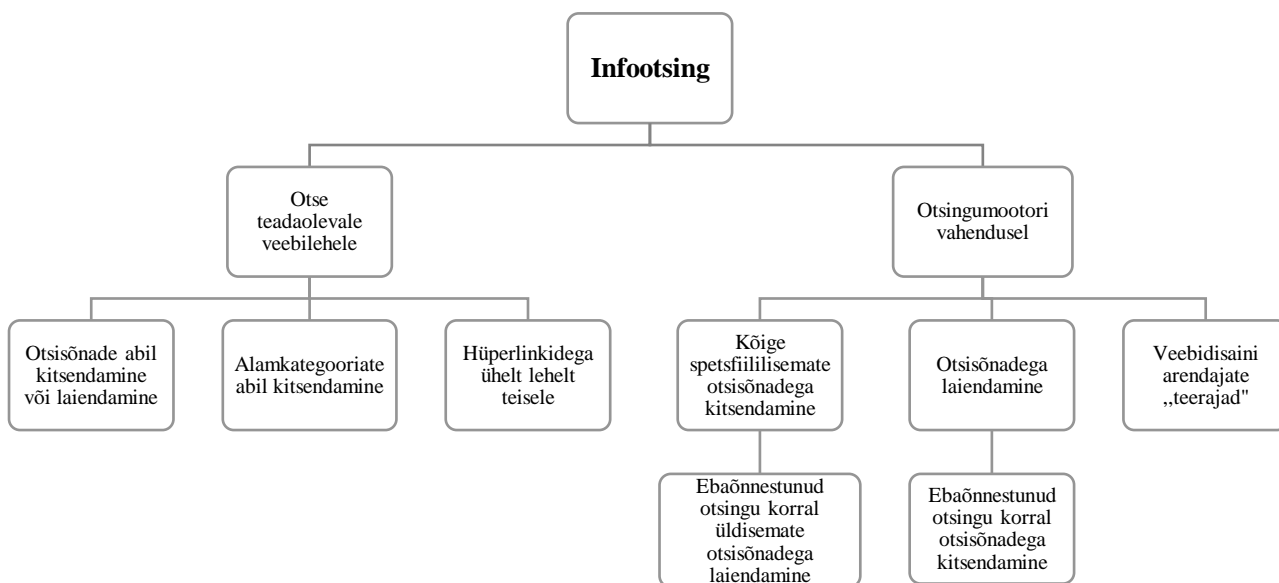 Infootsing
Otse
teadaolevale
veebilehele
Otsingumootori
vahendusel
Otsisõnade abil
kitsendamine
või laiendamine
Alamkategooriate
abil kitsendamine
Hüperlinkidega
ühelt lehelt
teisele
Kõige
spetsfiililisemate
otsisõnadega
kitsendamine
Otsisõnadega
laiendamine
Veebidisaini
arendajate
,,teerajad"
Ebaõnnestunud
otsingu korral
üldisemate
otsisõnadega
laiendamine
Ebaõnnestunud
otsingu korral
otsisõnadega
kitsendamine